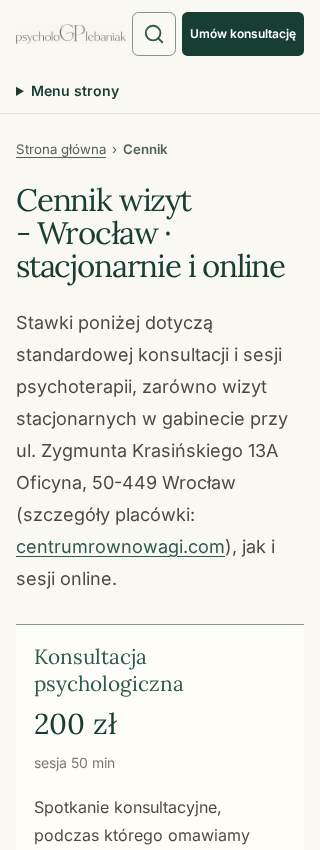 psycholoGPlebaniak
Umów konsultację
▶ Menu strony
Strona główna › Cennik
Cennik wizyt
- Wrocław ·
stacjonarnie i online
Stawki poniżej dotyczą
standardowej konsultacji i sesji
psychoterapii, zarówno wizyt
stacjonarnych w gabinecie przy
ul. Zygmunta Krasińskiego 13A
Oficyna, 50-449 Wrocław
(szczegóły placówki:
centrumrownowagi.com), jak i
sesji online.
Konsultacja
psychologiczna
200 zł
sesja 50 min
Spotkanie konsultacyjne,
podczas którego omawiamy